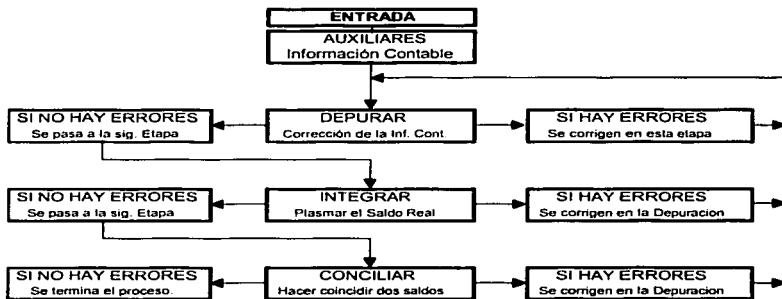 ENTRADA
AUXILIARES
Información Contable
SI NO HAY ERRORES
Se pasa a la sig. Etapa
DEPURAR
Corrección de la Inf. Cont.
SI HAY ERRORES
Se corrigen en esta etapa
SI NO HAY ERRORES
Se pasa a la sig. Etapa
INTEGRAR
Plasmar el Saldo Real
SI HAY ERRORES
Se corrigen en la Depuracion
SI NO HAY ERRORES
Se termina el proceso.
CONCILIAR
Hacer coincidir dos saldos
SI HAY ERRORES
Se corrigen en la Depuracion